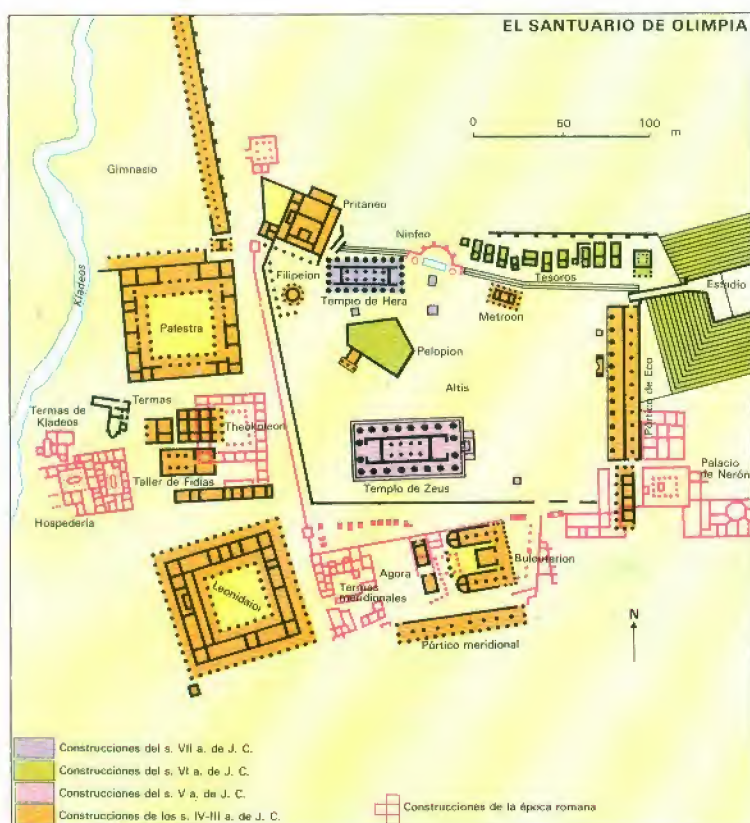 EL SANTUARIO DE OLIMPIA
0 50 100
m
Gimnasio
Pritaneo
Ninfeo
Kladeos
Filipeion
Tesoros
Templo de Hera
Estudio
Metroon
Palestra
Pelopion
Altis
Pórtico de Eco
Termas
Termas de
Kladeos
Theokoleon
Taller de Fidias
Templo de Zeus
Palacio
de Nerón
Hospedería
Buleuterion
Agora
Leonidaion
Termas
meridionales
N
Pórtico meridional
Construcciones del s. VII a. de J. C.
Construcciones del s. VI a. de J. C.
Construcciones del s. V a. de J. C.
Construcciones de los s. IV-III a. de J. C.
Construcciones de la época romana